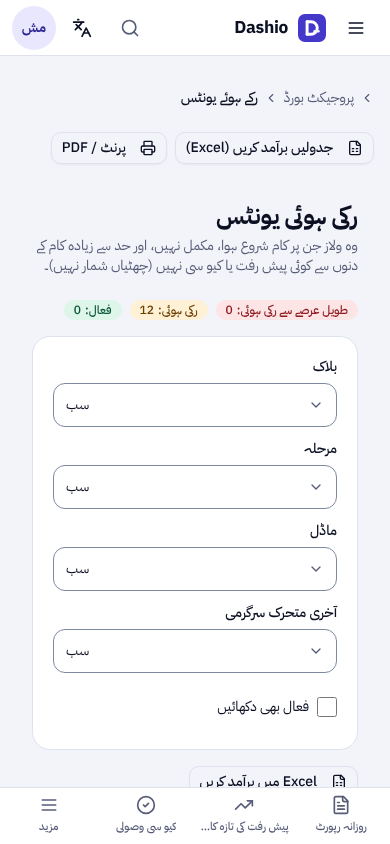 Dashio
مش
پروجیکٹ بورڈ
رکے ہوئے یونٹس
جدولیں برآمد کریں (Excel)
پرنٹ / PDF
رکی ہوئی یونٹس
وہ ولاز جن پر کام شروع ہوا، مکمل نہیں، اور حد سے زیادہ کام کے
دنوں سے کوئی پیش رفت یا کیو سی نہیں (چھٹیاں شمار نہیں)۔
طویل عرصے سے رکی ہوئی: 0
رکی ہوئی: 12
فعال: 0
بلاک
سب
مرحلہ
سب
ماڈل
سب
آخری متحرک سرگرمی
سب
فعال بھی دکھائیں
Excel میں برآمد کریں
روزانہ رپورٹ
پیش رفت کی تازہ کا...
کیو سی وصولی
مزید